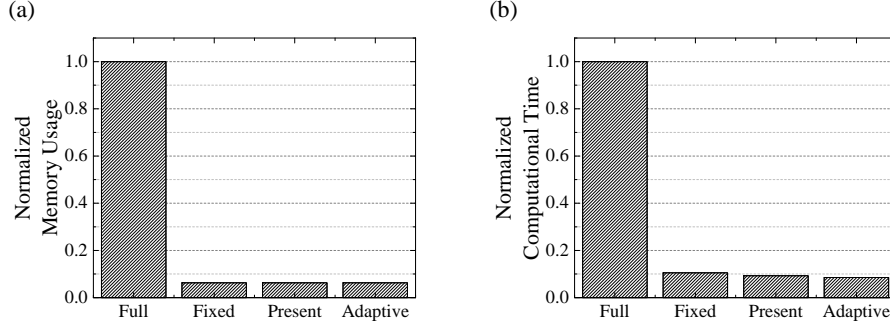 (a)
Normalized
Memory Usage
1.0
0.8
0.6
0.4
0.2
0.0
Full Fixed Present Adaptive
(b)
Normalized
Computational Time
1.0
0.8
0.6
0.4
0.2
0.0
Full Fixed Present Adaptive